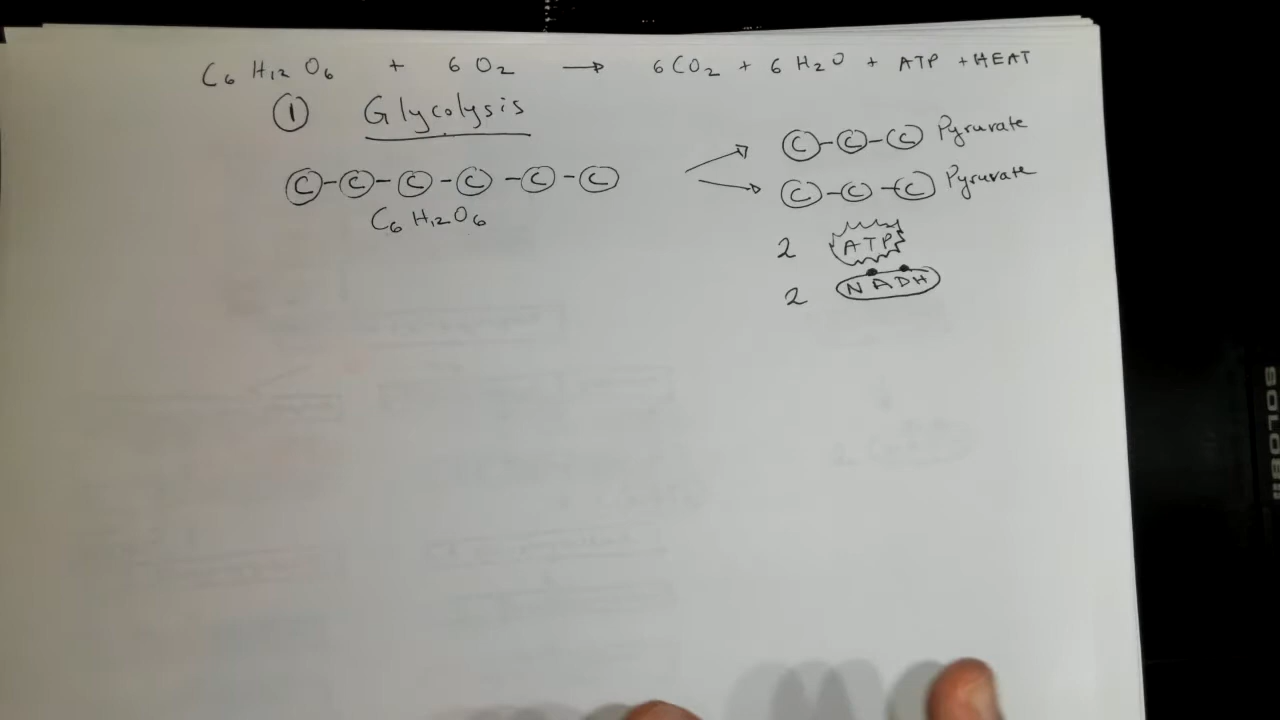 C6 H12 O6 + 6 O2 → 6 CO2 + 6 H2O + ATP + HEAT
① Glycolysis
C-C-C-C-C-C
C6 H12 O6
C-C-C Pyruvate
C-C-C Pyruvate
2 ATP
2 NADH